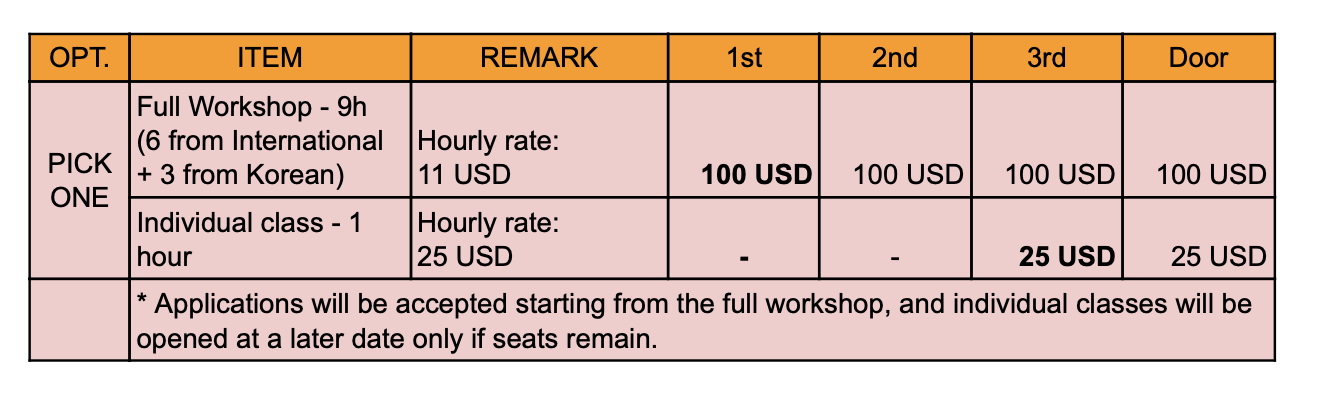 OPT. ITEM REMARK 1st 2nd 3rd Door
PICK ONE
Full Workshop - 9h
(6 from International
+ 3 from Korean)
Hourly rate:
11 USD
100 USD 100 USD 100 USD 100 USD
Individual class - 1
hour
Hourly rate:
25 USD
- - 25 USD 25 USD
* Applications will be accepted starting from the full workshop, and individual classes will be
opened at a later date only if seats remain.